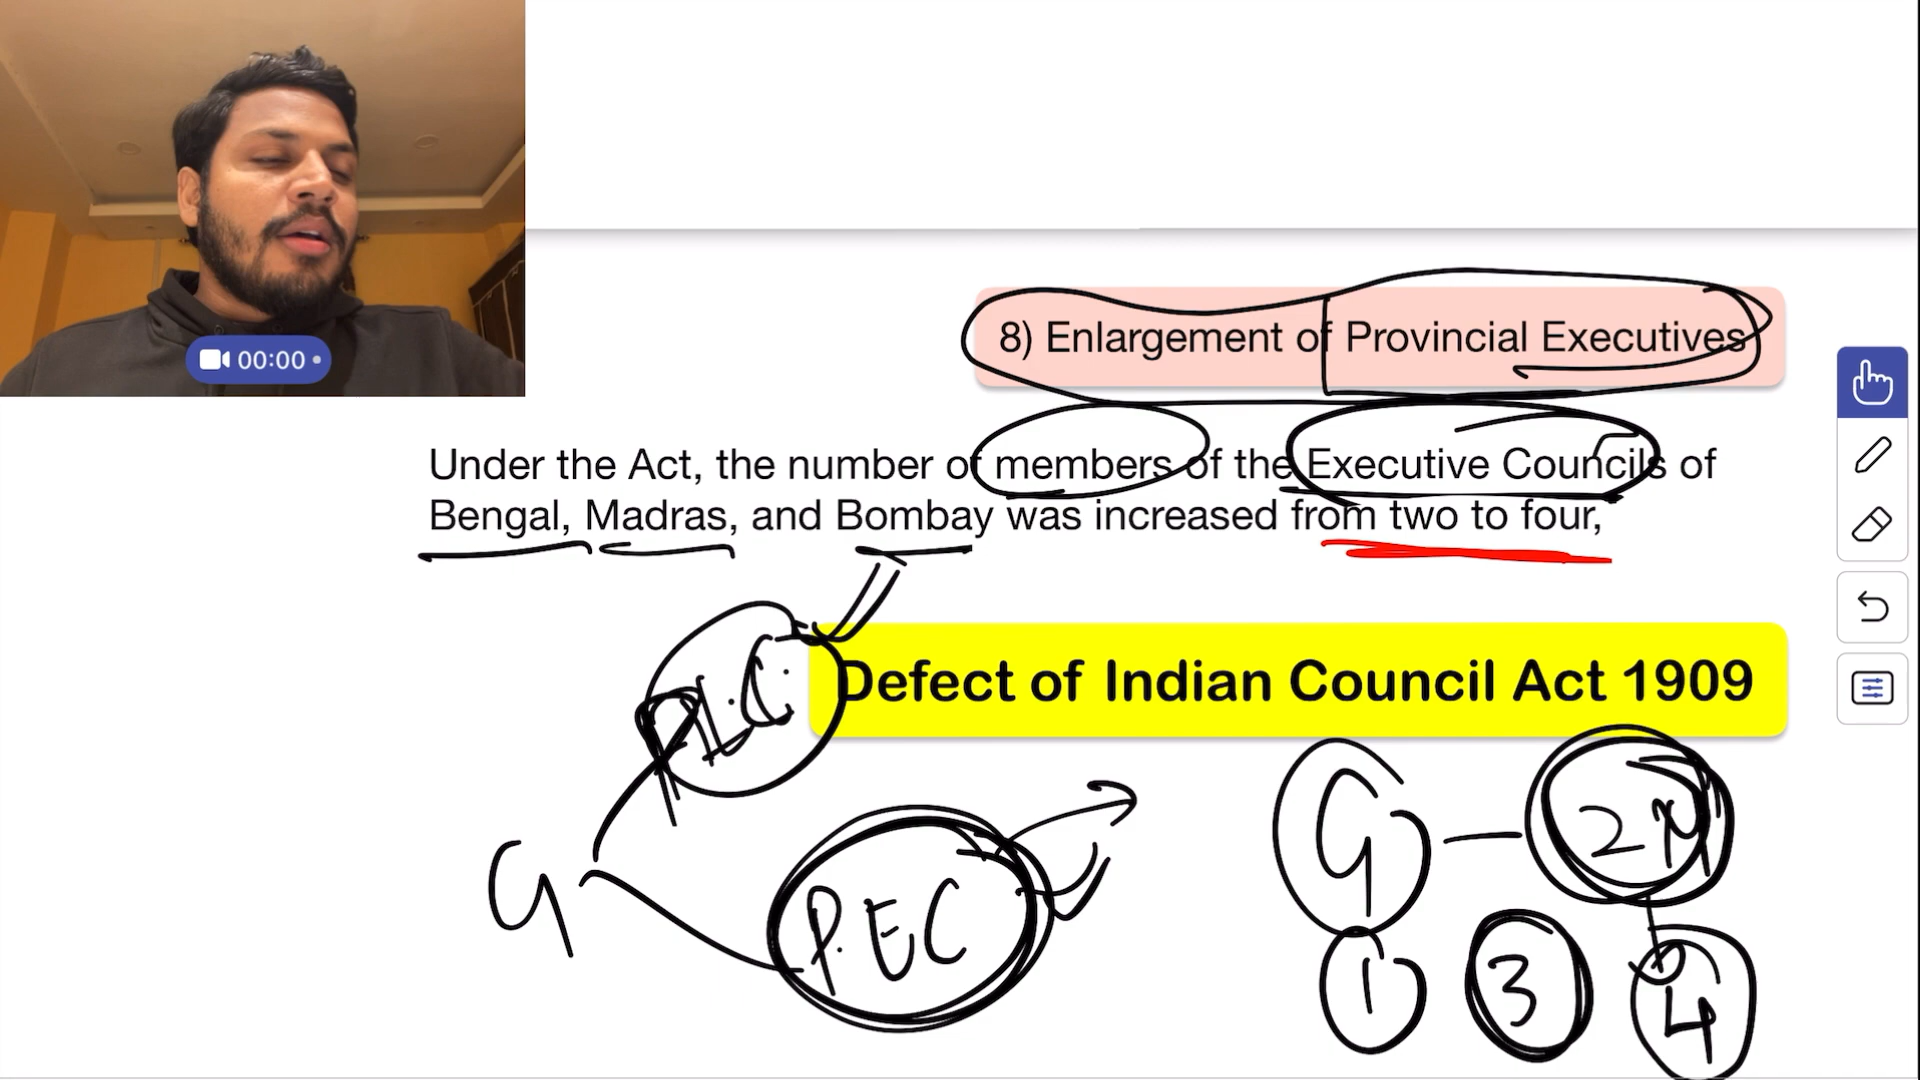 00:00
8) Enlargement of Provincial Executives
Under the Act, the number of members of the Executive Councils of
Bengal, Madras, and Bombay was increased from two to four,
P.L.C.
Defect of Indian Council Act 1909
G — 2M
G
P.EC
1 3 4